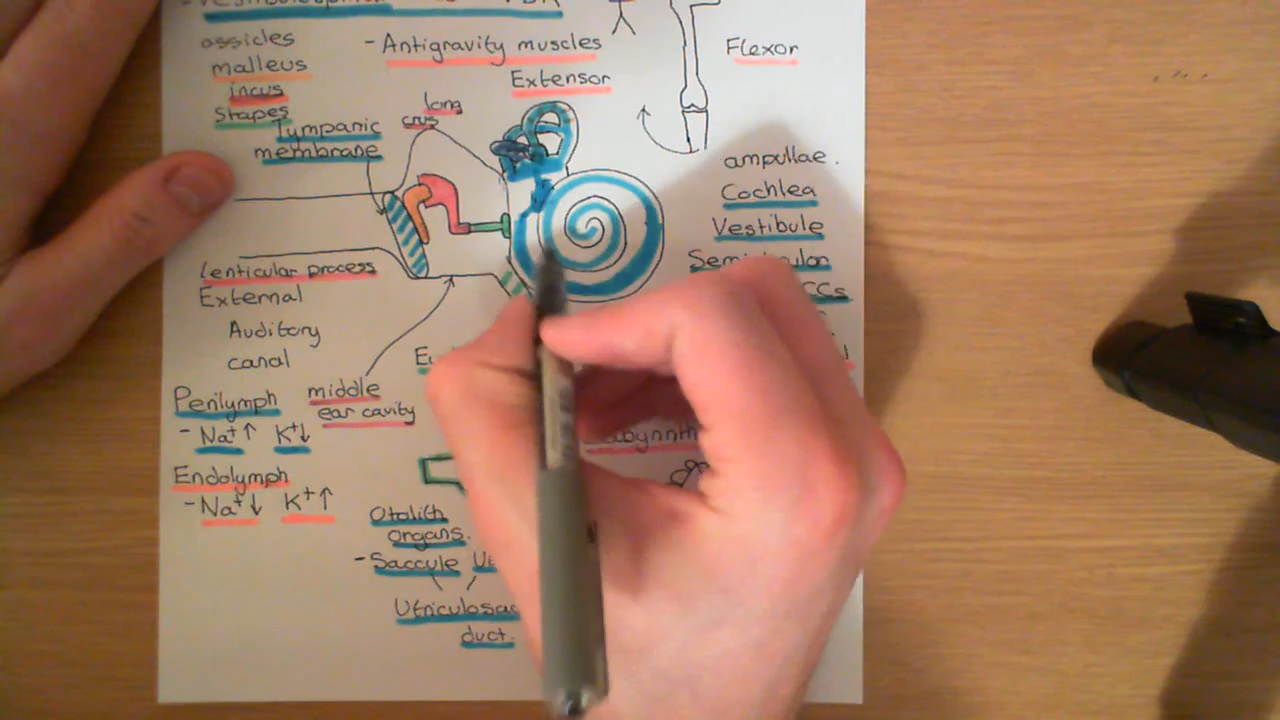 ossicles
malleus
incus
stapes
- Antigravity muscles
Extensor
Flexor
long
crus
Tympanic
membrane
ampullae.
Cochlea
Vestibule
CCs
Lenticular process
External
Auditory
canal
middle
ear cavity
Perilymph
- Na+↑ K+↓
Endolymph
- Na+↓ K+↑
Otolith
organs.
- Saccule
duct.